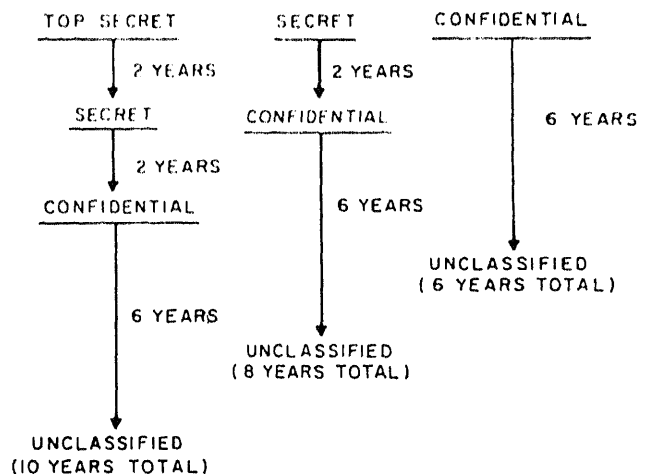 TOP SECRET
2 YEARS
SECRET
2 YEARS
CONFIDENTIAL
6 YEARS
UNCLASSIFIED
(10 YEARS TOTAL)
SECRET
2 YEARS
CONFIDENTIAL
6 YEARS
UNCLASSIFIED
(8 YEARS TOTAL)
CONFIDENTIAL
6 YEARS
UNCLASSIFIED
(6 YEARS TOTAL)